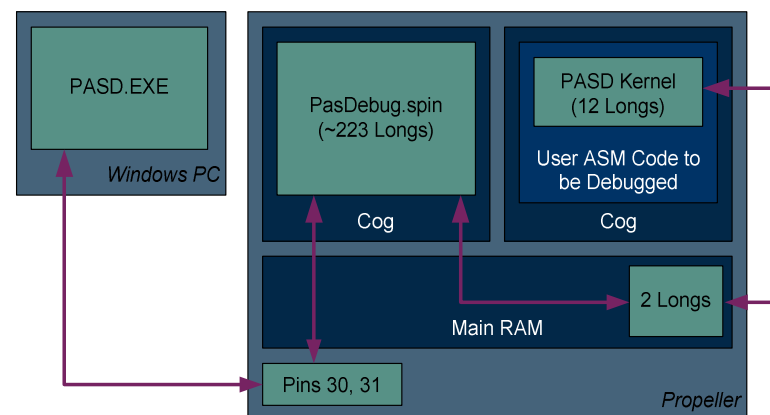 PASD.EXE
Windows PC
PasDebug.spin
(~223 Longs)
Cog
PASD Kernel
(12 Longs)
User ASM Code to
be Debugged
Cog
2 Longs
Main RAM
Pins 30, 31
Propeller